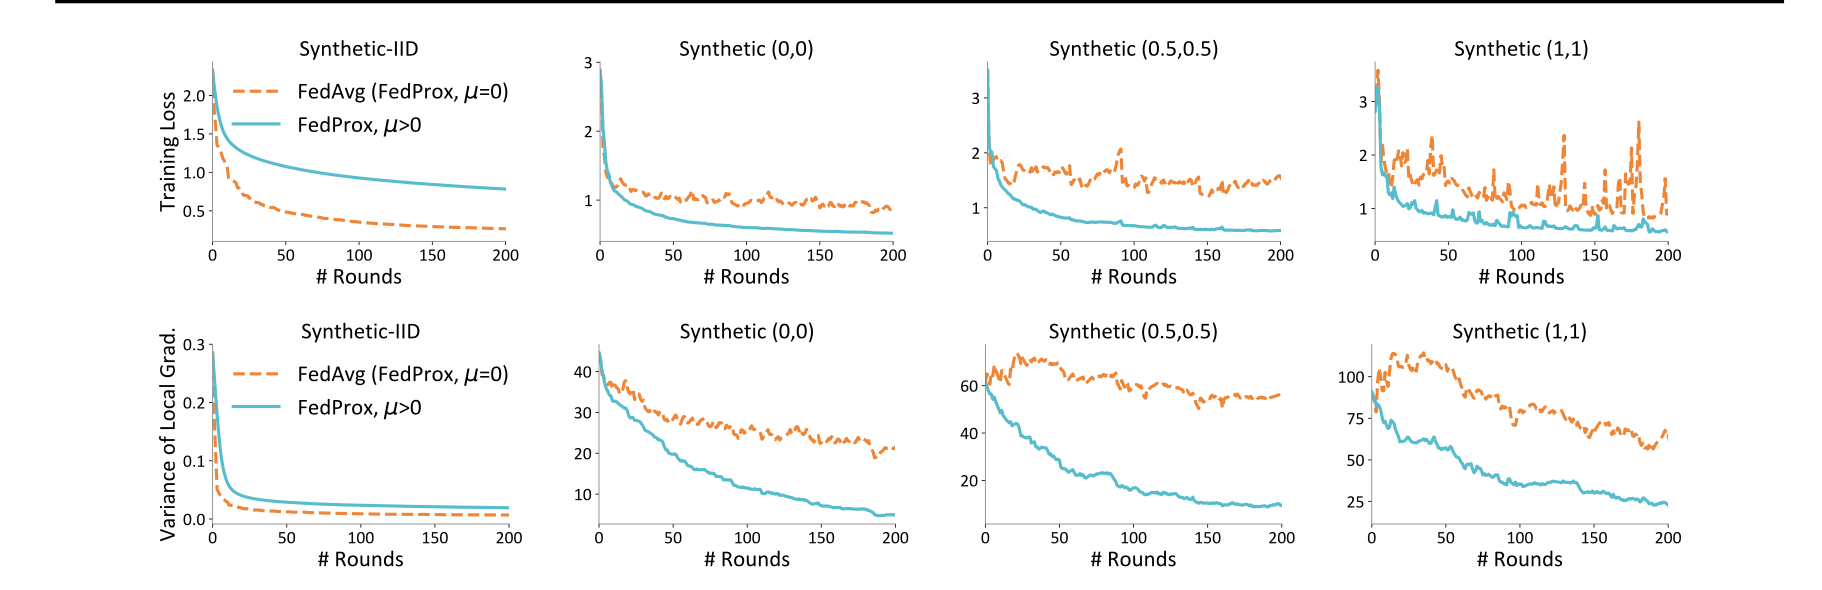 Synthetic-IID
Synthetic (0,0)
Synthetic (0.5,0.5)
Synthetic (1,1)
Training Loss
2.0
1.5
1.0
0.5
FedAvg (FedProx, μ=0)
FedProx, μ>0
0 50 100 150 200
# Rounds
3
2
1
0 50 100 150 200
# Rounds
3
2
1
0 50 100 150 200
# Rounds
3
2
1
0 50 100 150 200
# Rounds
Synthetic-IID
Synthetic (0,0)
Synthetic (0.5,0.5)
Synthetic (1,1)
Variance of Local Grad.
0.3
0.2
0.1
0.0
FedAvg (FedProx, μ=0)
FedProx, μ>0
0 50 100 150 200
# Rounds
40
30
20
10
0 50 100 150 200
# Rounds
60
40
20
0 50 100 150 200
# Rounds
100
75
50
25
0 50 100 150 200
# Rounds